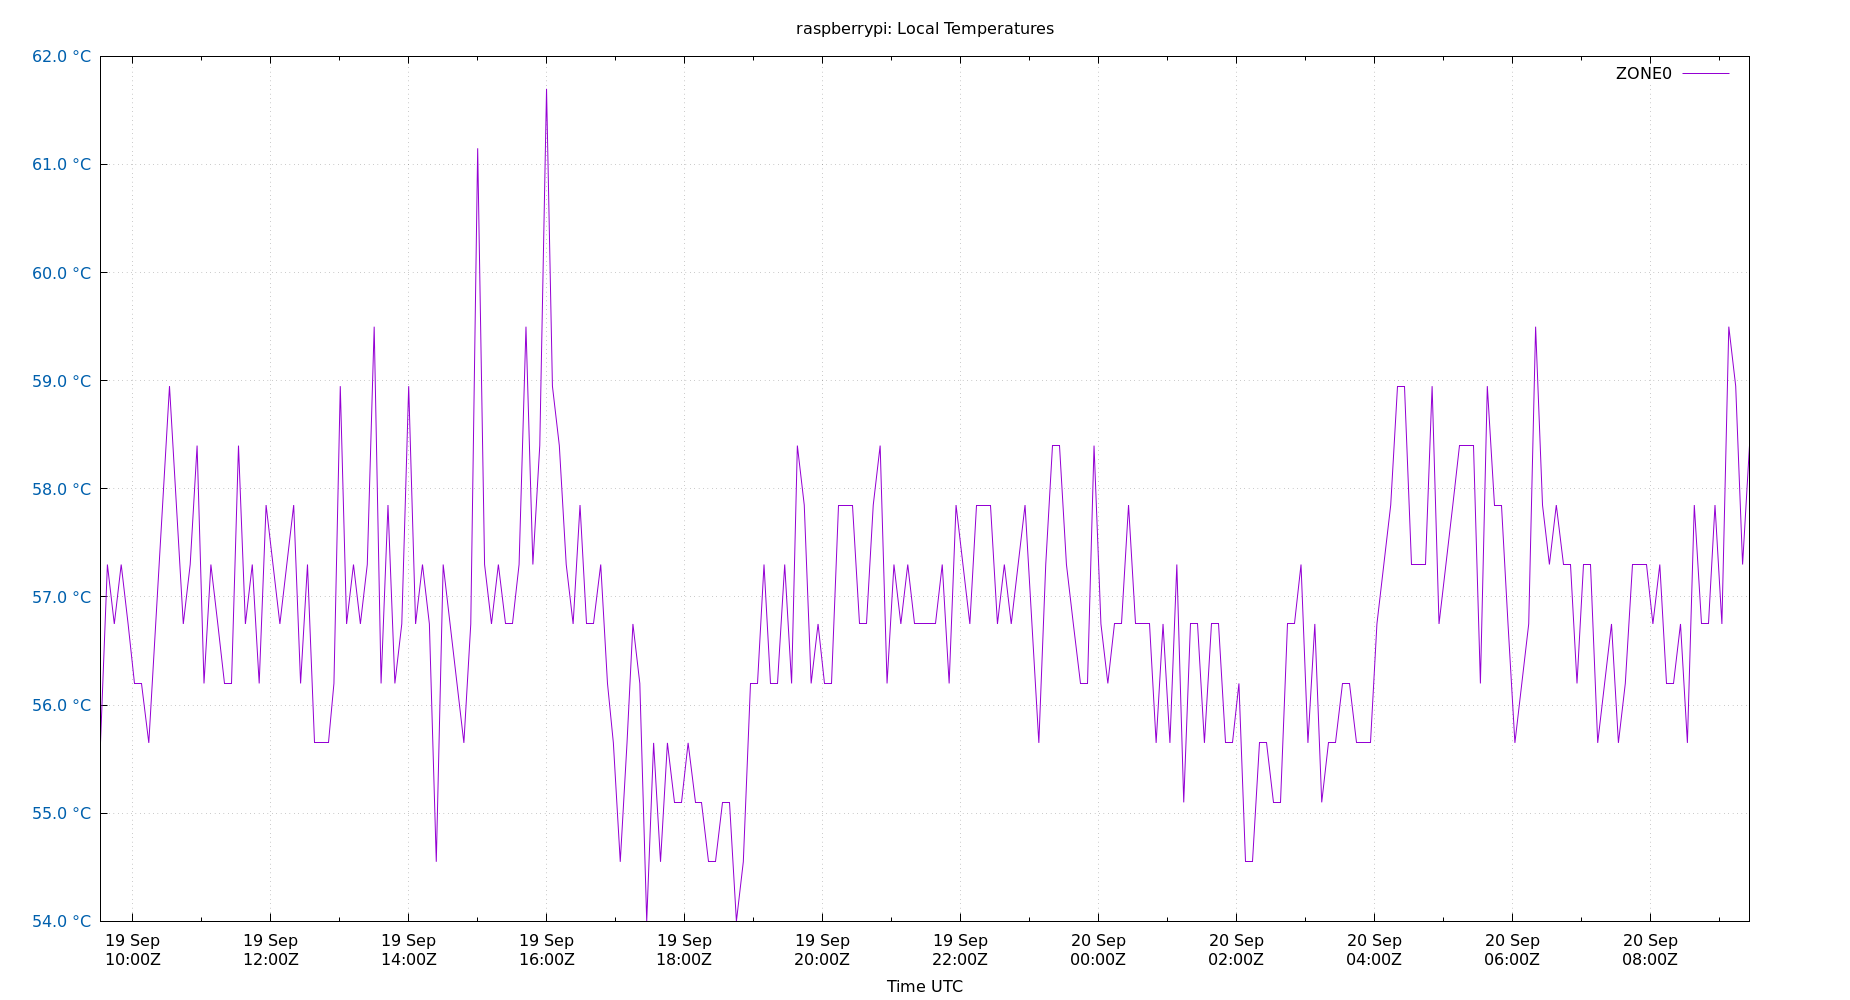 raspberrypi: Local Temperatures
62.0 °C
ZONE0
61.0 °C
60.0 °C
59.0 °C
58.0 °C
57.0 °C
56.0 °C
55.0 °C
54.0 °C
19 Sep 19 Sep 19 Sep 19 Sep 19 Sep 19 Sep 19 Sep 20 Sep 20 Sep 20 Sep 20 Sep 20 Sep
10:00Z 12:00Z 14:00Z 16:00Z 18:00Z 20:00Z 22:00Z 00:00Z 02:00Z 04:00Z 06:00Z 08:00Z
Time UTC